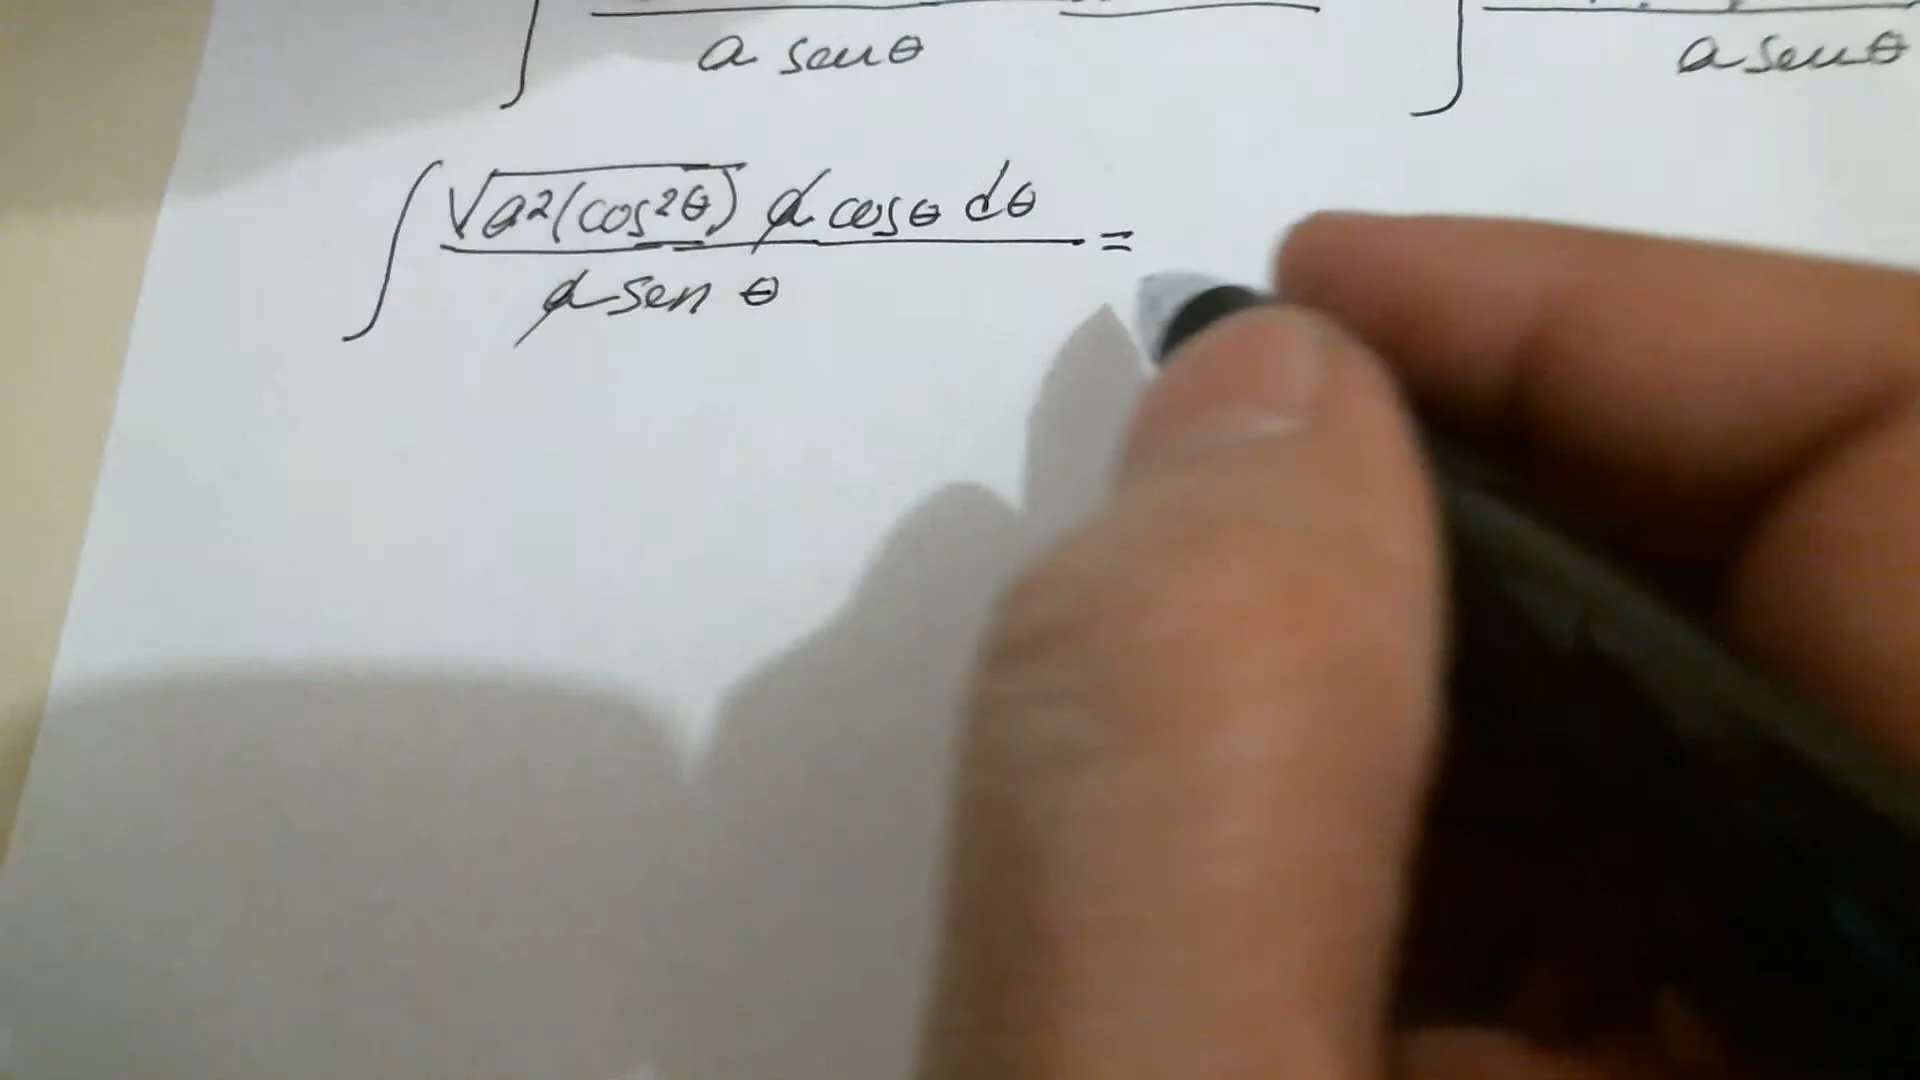 ∫ a senθ ∫ a senθ
∫ √a²(cos²θ) a cosθ dθ =
a sen θ